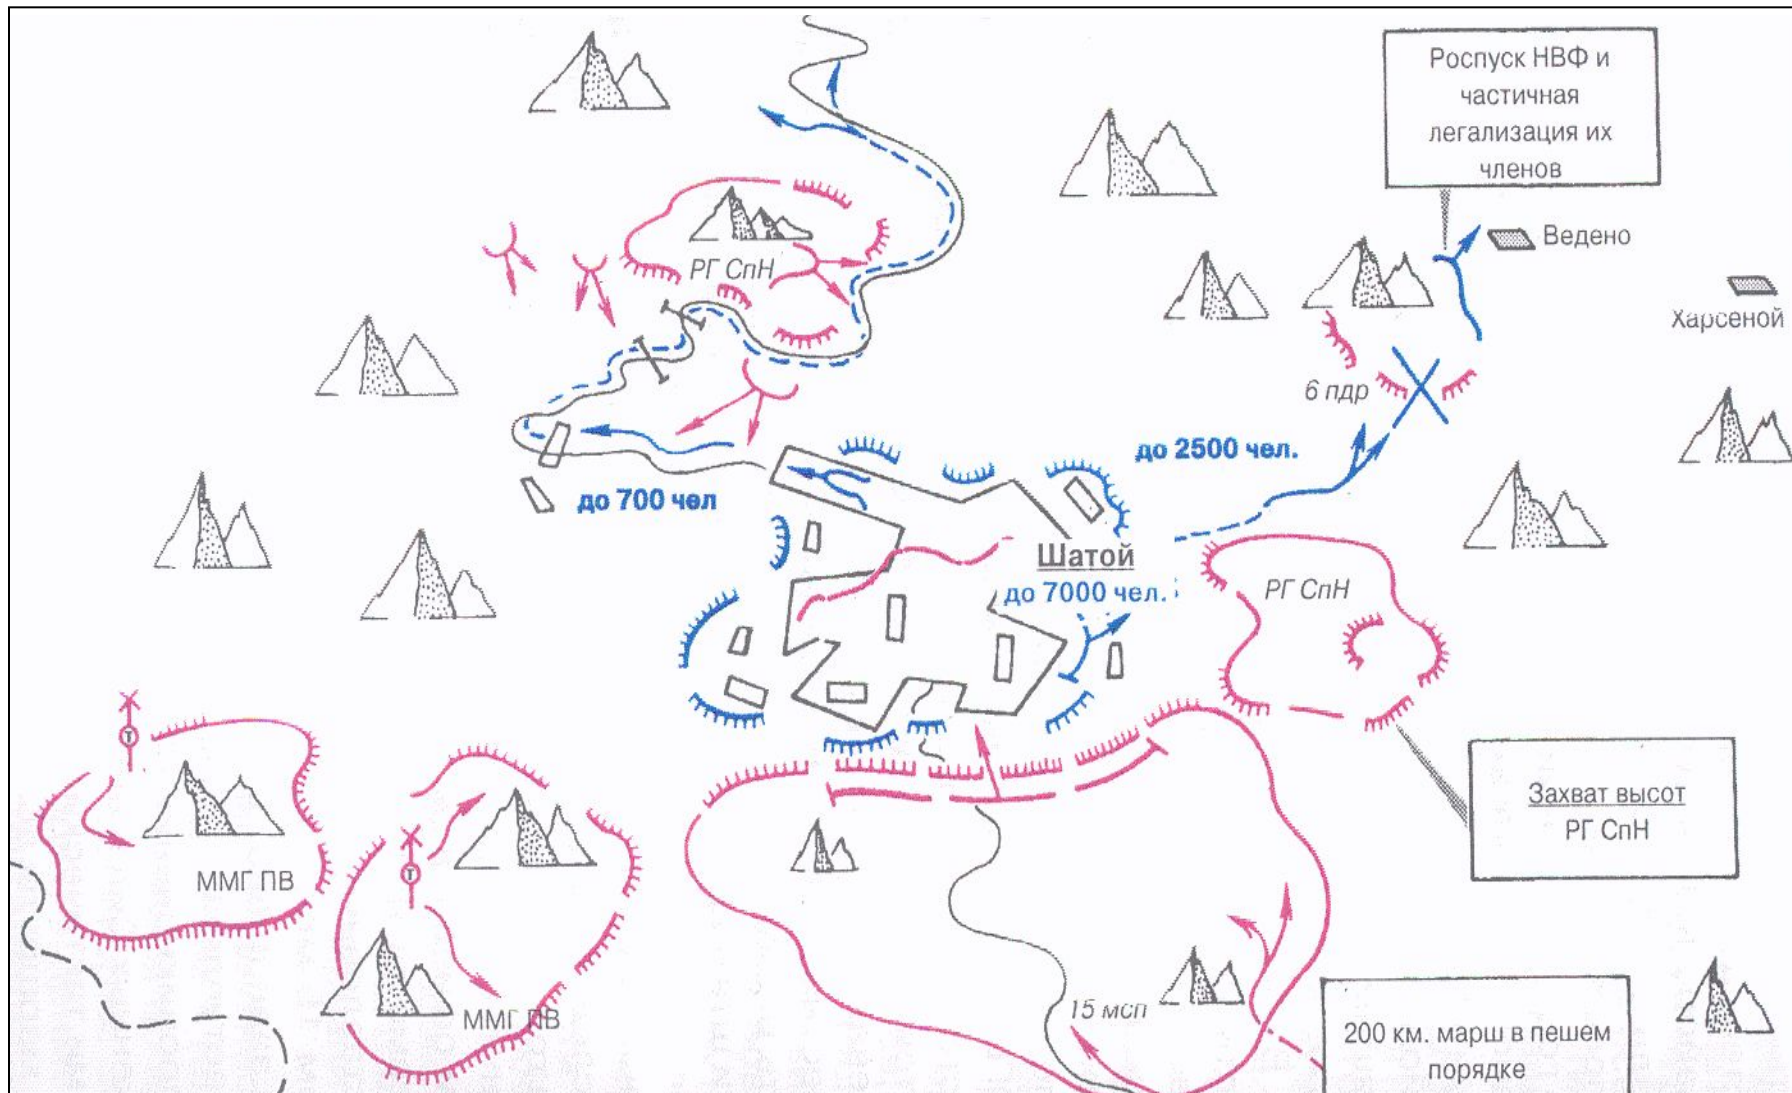 Роспуск НВФ и
частичная
легализация их
членов
Ведено
РГ СпН
Харсеной
6 пдр
до 2500 чел.
до 700 чел
Шатой
до 7000 чел.
РГ СпН
Т
Захват высот
РГ СпН
Т
ММГ ПВ
15 мсп
ММГ ПВ
200 км. марш в пешем
порядке